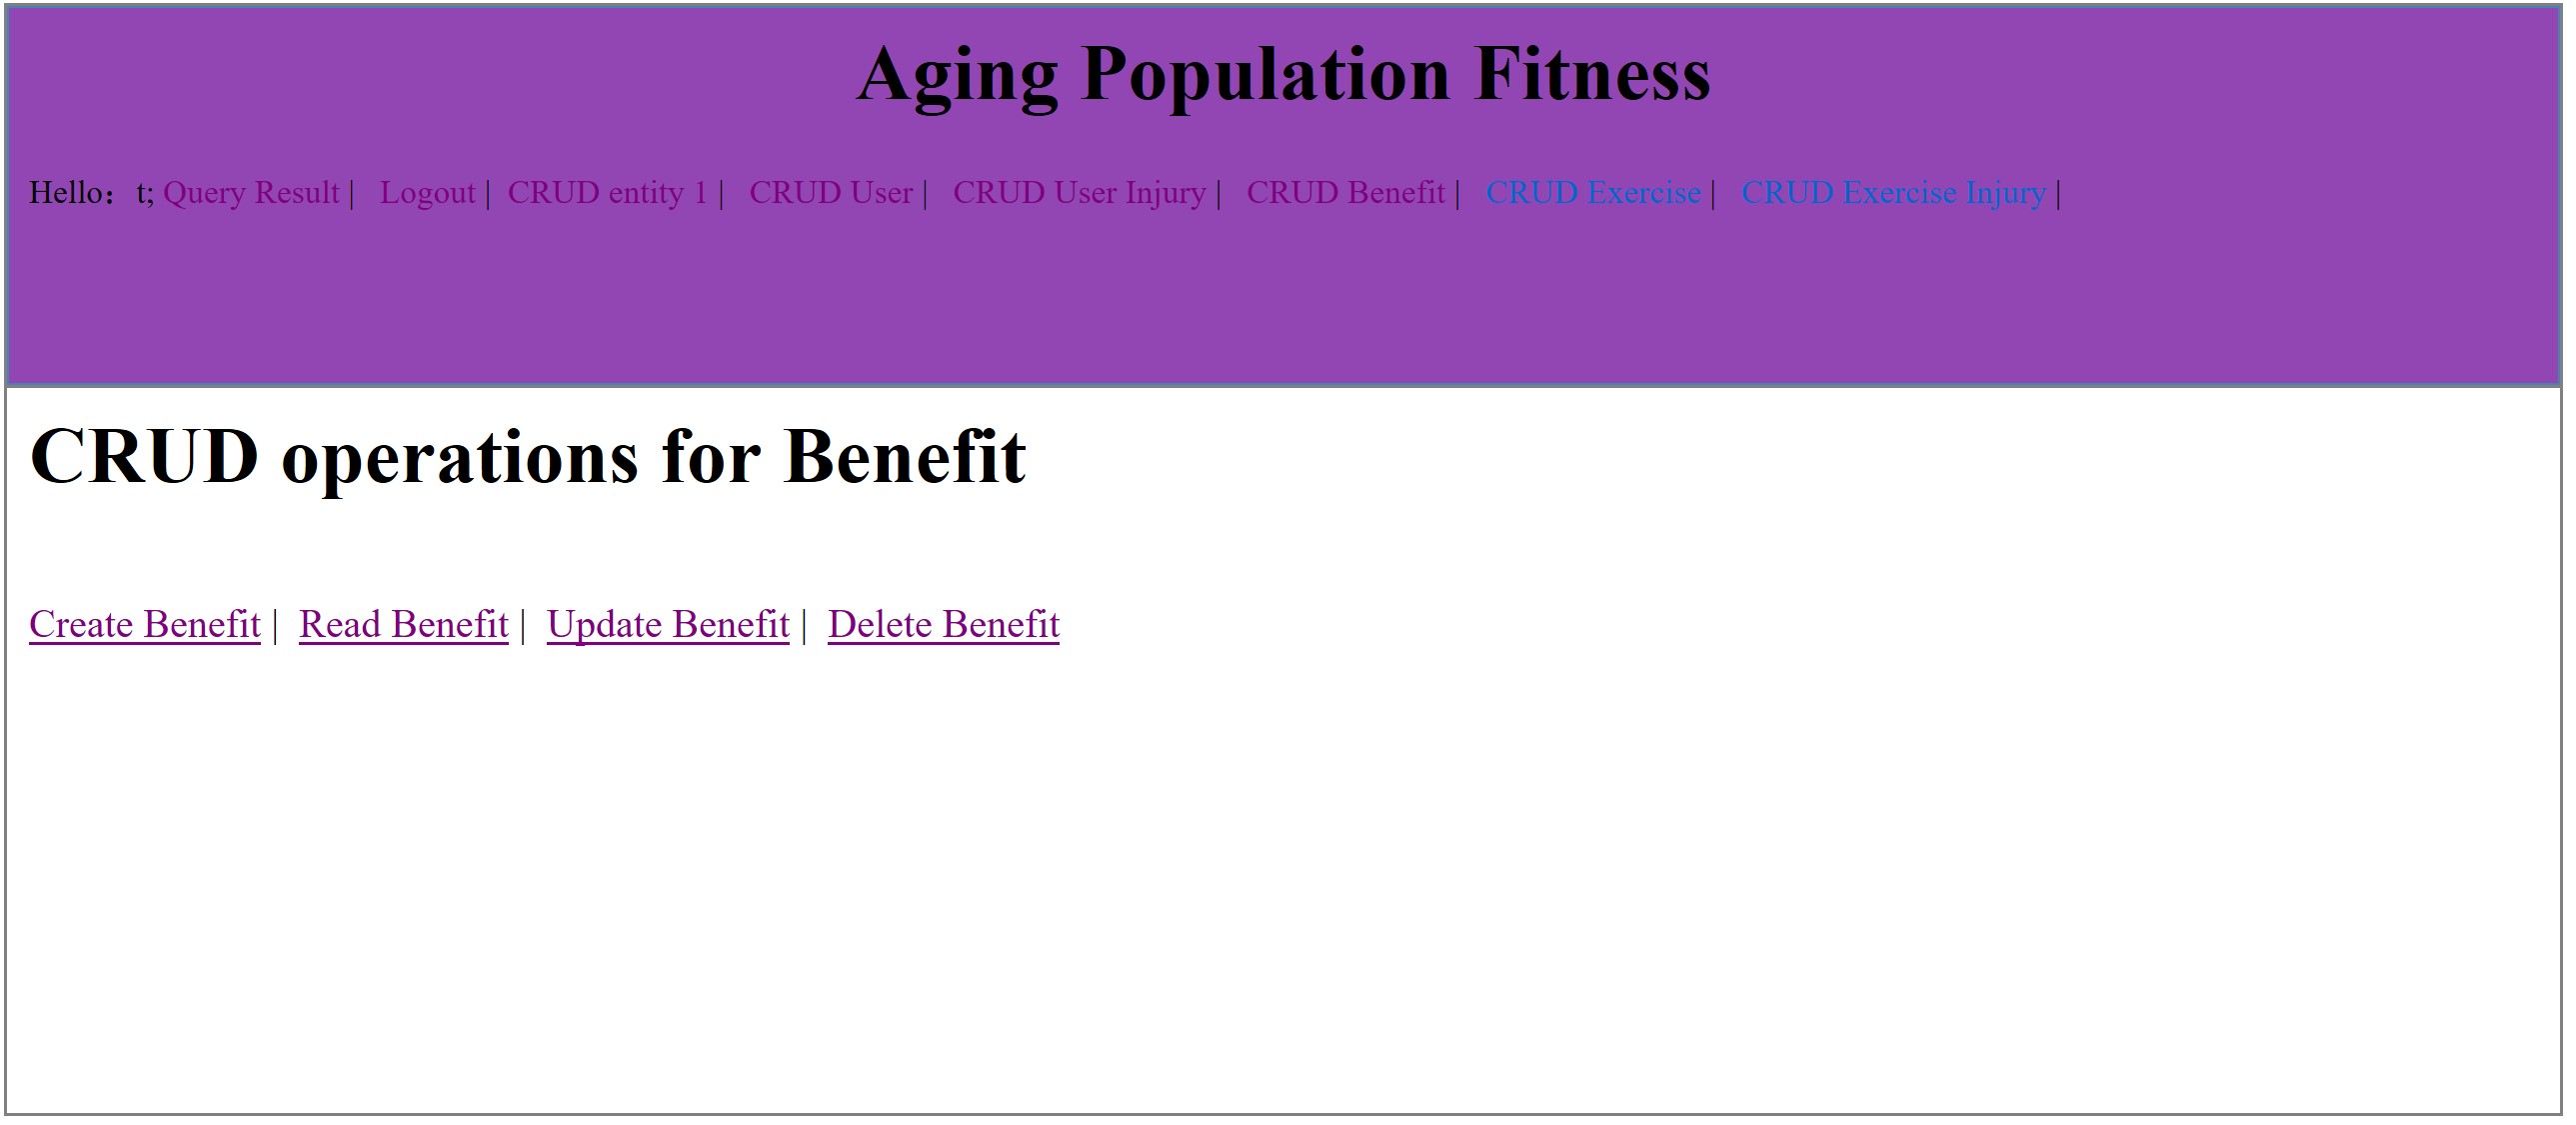 Aging Population Fitness
Hello：t; Query Result | Logout | CRUD entity 1 | CRUD User | CRUD User Injury | CRUD Benefit | CRUD Exercise | CRUD Exercise Injury |
CRUD operations for Benefit
Create Benefit | Read Benefit | Update Benefit | Delete Benefit